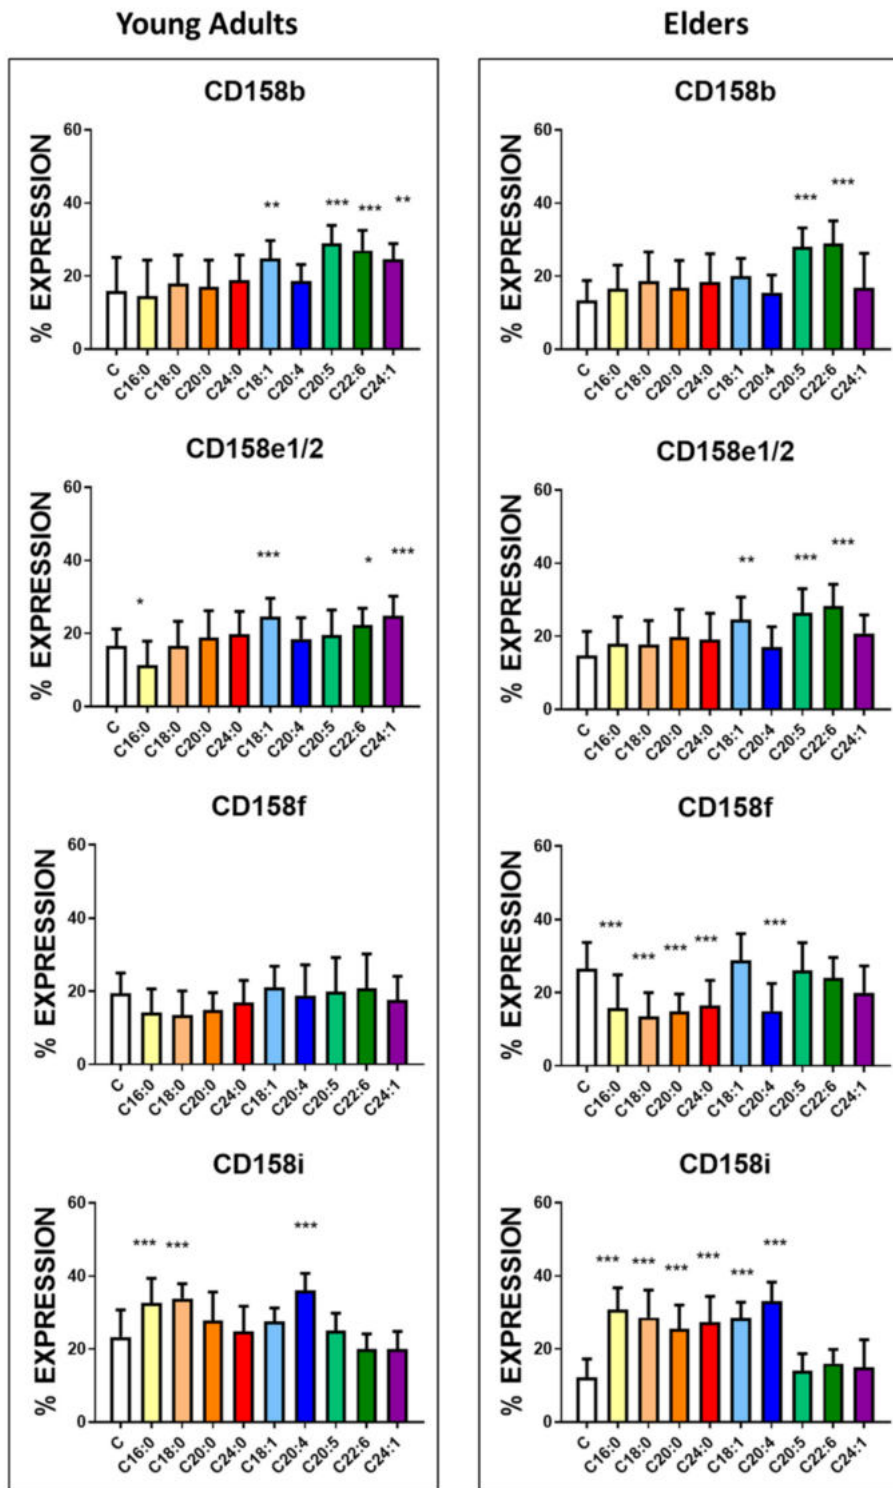 Young Adults
CD158b
% EXPRESSION
60
40
20
0
** *** *** **
C C16:0 C18:0 C20:0 C24:0 C18:1 C20:4 C20:5 C22:6 C24:1
CD158e1/2
% EXPRESSION
60
40
20
0
* *** * ***
C C16:0 C18:0 C20:0 C24:0 C18:1 C20:4 C20:5 C22:6 C24:1
CD158f
% EXPRESSION
60
40
20
0
C C16:0 C18:0 C20:0 C24:0 C18:1 C20:4 C20:5 C22:6 C24:1
CD158i
% EXPRESSION
60
40
20
0
*** *** ***
C C16:0 C18:0 C20:0 C24:0 C18:1 C20:4 C20:5 C22:6 C24:1
Elders
CD158b
% EXPRESSION
60
40
20
0
*** ***
C C16:0 C18:0 C20:0 C24:0 C18:1 C20:4 C20:5 C22:6 C24:1
CD158e1/2
% EXPRESSION
60
40
20
0
** *** ***
C C16:0 C18:0 C20:0 C24:0 C18:1 C20:4 C20:5 C22:6 C24:1
CD158f
% EXPRESSION
60
40
20
0
*** *** *** *** ***
C C16:0 C18:0 C20:0 C24:0 C18:1 C20:4 C20:5 C22:6 C24:1
CD158i
% EXPRESSION
60
40
20
0
*** *** *** *** *** ***
C C16:0 C18:0 C20:0 C24:0 C18:1 C20:4 C20:5 C22:6 C24:1